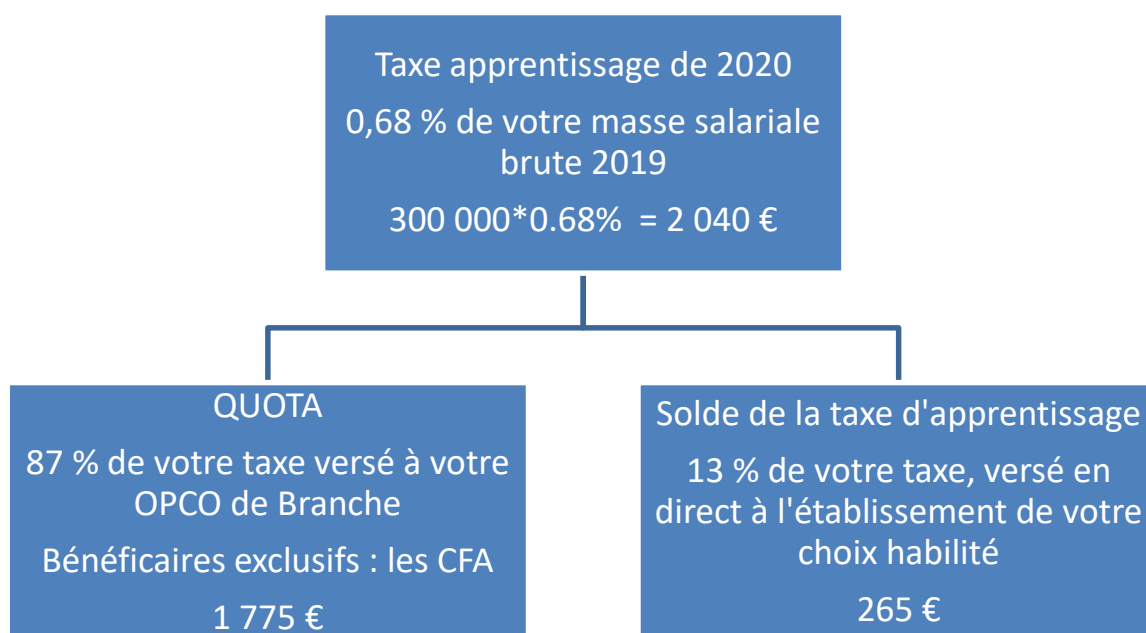 Taxe apprentissage de 2020
0,68 % de votre masse salariale
brute 2019
300 000*0.68%  = 2 040 €
QUOTA
87 % de votre taxe versé à votre
OPCO de Branche
Bénéficaires exclusifs : les CFA
1 775 €
Solde de la taxe d'apprentissage
13 % de votre taxe, versé en
direct à l'établissement de votre
choix habilité
265 €